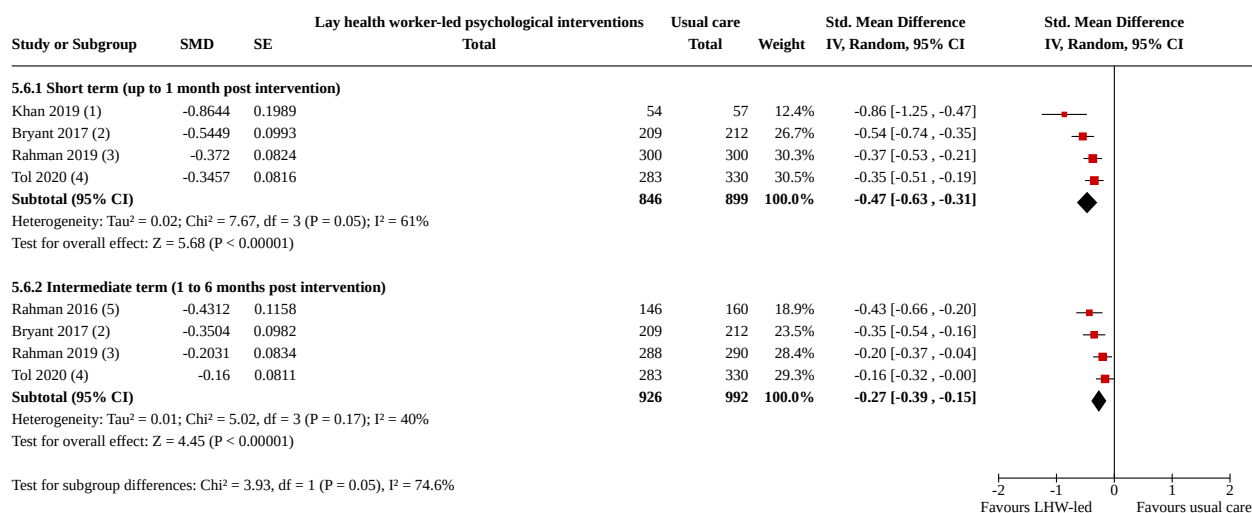 Lay health worker-led psychological interventions Usual care Std. Mean Difference Std. Mean Difference
Study or Subgroup SMD SE Total Total Weight IV, Random, 95% CI IV, Random, 95% CI
5.6.1 Short term (up to 1 month post intervention)
Khan 2019 (1) -0.8644 0.1989 54 57 12.4% -0.86 [-1.25 , -0.47]
Bryant 2017 (2) -0.5449 0.0993 209 212 26.7% -0.54 [-0.74 , -0.35]
Rahman 2019 (3) -0.372 0.0824 300 300 30.3% -0.37 [-0.53 , -0.21]
Tol 2020 (4) -0.3457 0.0816 283 330 30.5% -0.35 [-0.51 , -0.19]
Subtotal (95% CI) 846 899 100.0% -0.47 [-0.63 , -0.31]
Heterogeneity: Tau² = 0.02; Chi² = 7.67, df = 3 (P = 0.05); I² = 61%
Test for overall effect: Z = 5.68 (P < 0.00001)
5.6.2 Intermediate term (1 to 6 months post intervention)
Rahman 2016 (5) -0.4312 0.1158 146 160 18.9% -0.43 [-0.66 , -0.20]
Bryant 2017 (2) -0.3504 0.0982 209 212 23.5% -0.35 [-0.54 , -0.16]
Rahman 2019 (3) -0.2031 0.0834 288 290 28.4% -0.20 [-0.37 , -0.04]
Tol 2020 (4) -0.16 0.0811 283 330 29.3% -0.16 [-0.32 , -0.00]
Subtotal (95% CI) 926 992 100.0% -0.27 [-0.39 , -0.15]
Heterogeneity: Tau² = 0.01; Chi² = 5.02, df = 3 (P = 0.17); I² = 40%
Test for overall effect: Z = 4.45 (P < 0.00001)
Test for subgroup differences: Chi² = 3.93, df = 1 (P = 0.05), I² = 74.6%
-2 -1 0 1 2
Favours LHW-led Favours usual care